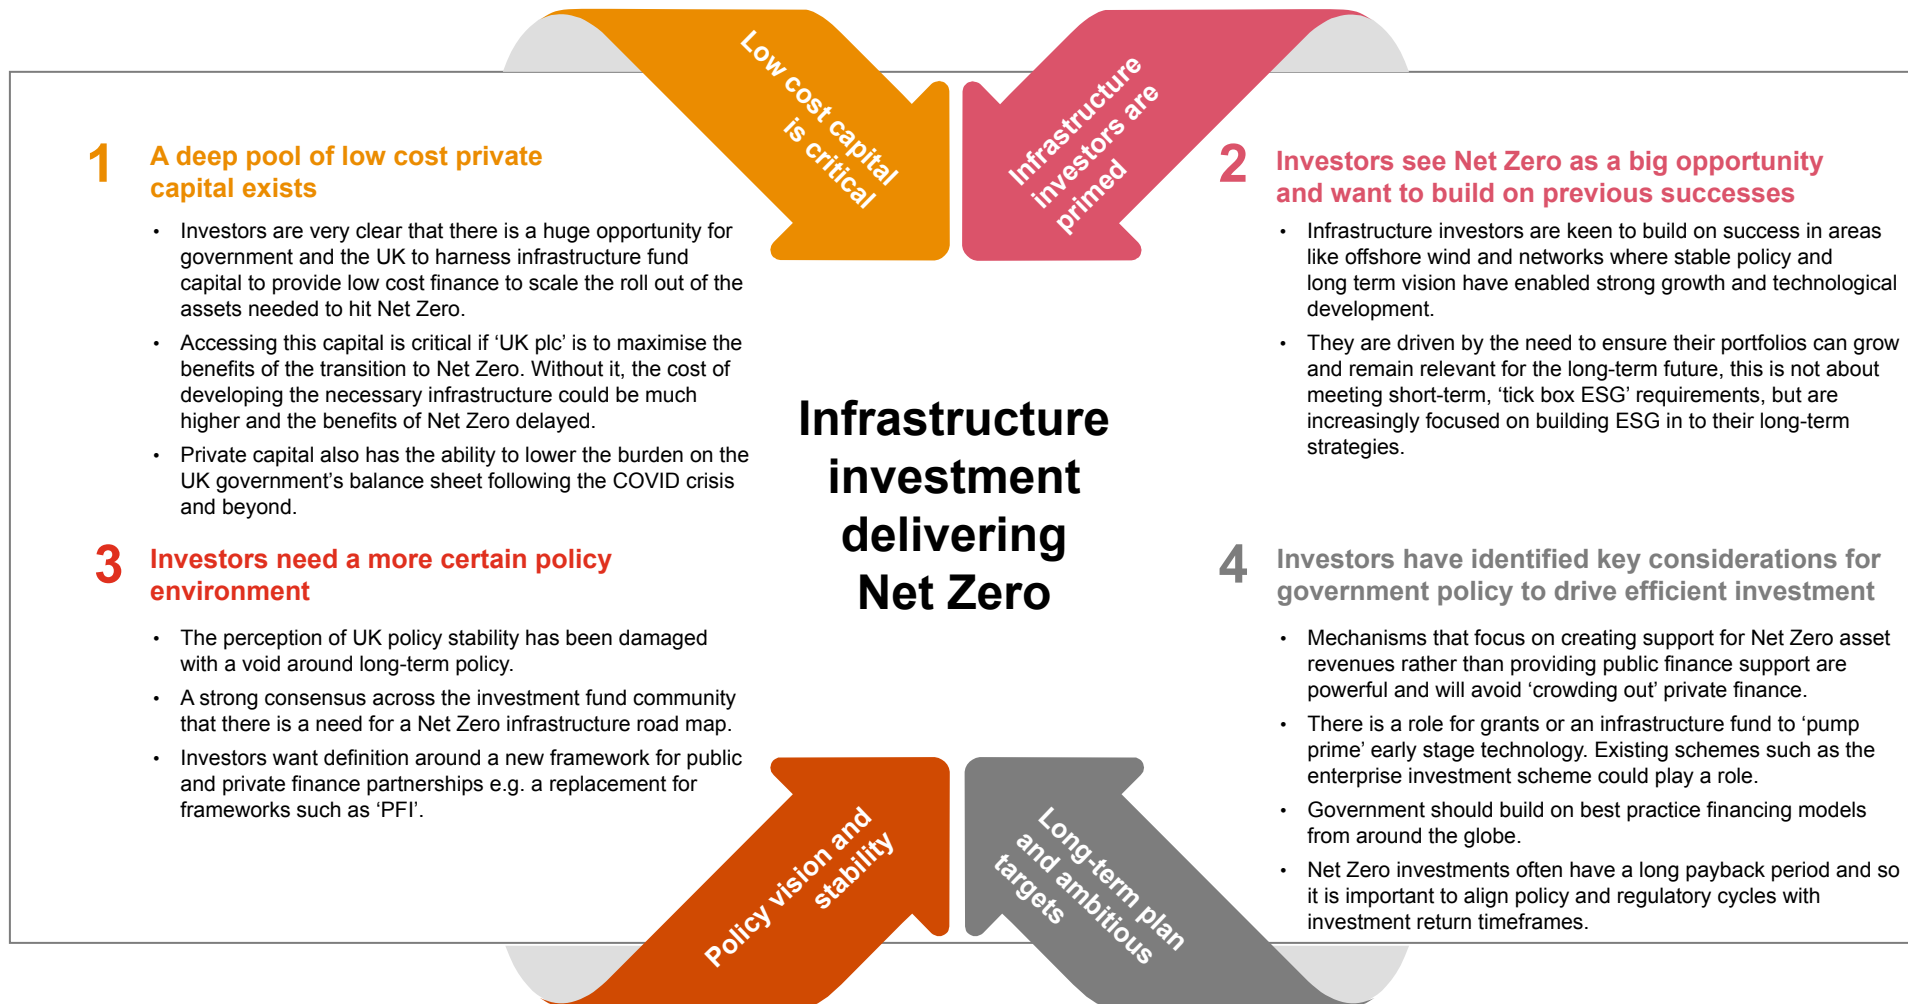 Low cost capital
is critical
Infrastructure
investors are
primed
1
A deep pool of low cost private
capital exists
• Investors are very clear that there is a huge opportunity for
government and the UK to harness infrastructure fund
capital to provide low cost finance to scale the roll out of the
assets needed to hit Net Zero.
• Accessing this capital is critical if ‘UK plc’ is to maximise the
benefits of the transition to Net Zero. Without it, the cost of
developing the necessary infrastructure could be much
higher and the benefits of Net Zero delayed.
• Private capital also has the ability to lower the burden on the
UK government’s balance sheet following the COVID crisis
and beyond.
2
Investors see Net Zero as a big opportunity
and want to build on previous successes
• Infrastructure investors are keen to build on success in areas
like offshore wind and networks where stable policy and
long term vision have enabled strong growth and technological
development.
• They are driven by the need to ensure their portfolios can grow
and remain relevant for the long-term future, this is not about
meeting short-term, ‘tick box ESG’ requirements, but are
increasingly focused on building ESG in to their long-term
strategies.
Infrastructure
investment
delivering
Net Zero
3
Investors need a more certain policy
environment
• The perception of UK policy stability has been damaged
with a void around long-term policy.
• A strong consensus across the investment fund community
that there is a need for a Net Zero infrastructure road map.
• Investors want definition around a new framework for public
and private finance partnerships e.g. a replacement for
frameworks such as ‘PFI’.
4
Investors have identified key considerations for
government policy to drive efficient investment
• Mechanisms that focus on creating support for Net Zero asset
revenues rather than providing public finance support are
powerful and will avoid ‘crowding out’ private finance.
• There is a role for grants or an infrastructure fund to ‘pump
prime’ early stage technology. Existing schemes such as the
enterprise investment scheme could play a role.
• Government should build on best practice financing models
from around the globe.
• Net Zero investments often have a long payback period and so
it is important to align policy and regulatory cycles with
investment return timeframes.
Policy vision and
stability
Long-term plan
and ambitious
targets